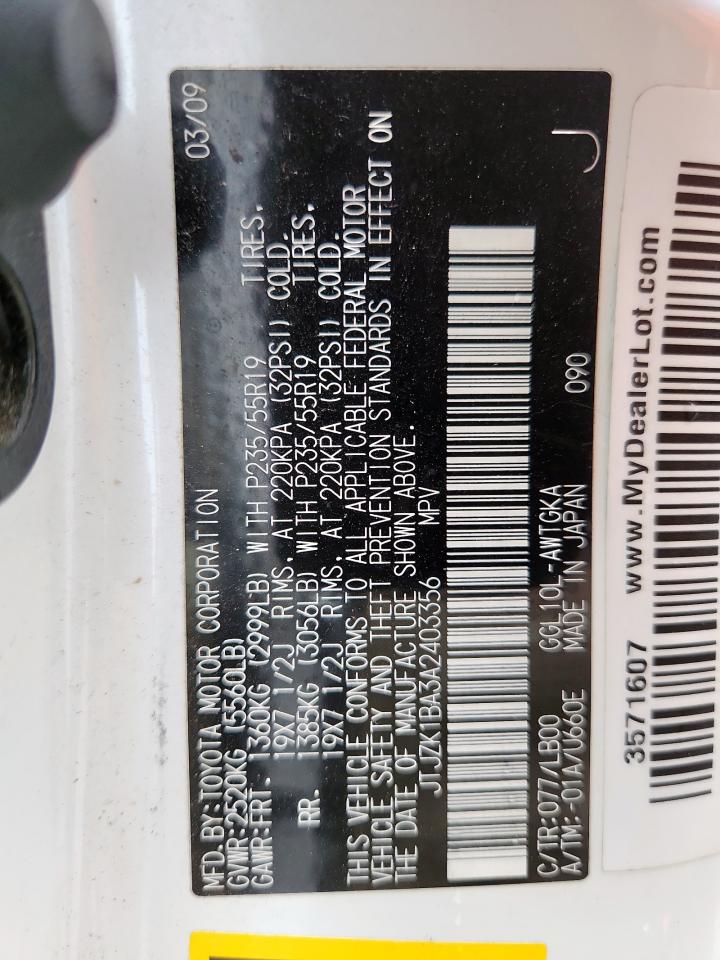 MFD.BY:TOYOTA MOTOR CORPORATION 03/09
GVWR:2520KG (5560LB)
GAWR:FRT. 1360KG (2999LB) WITH P235/55R19 TIRES,
19X7 1/2J RIMS, AT 220KPA (32PSI) COLD.
RR. 1385KG (3056LB) WITH P235/55R19 TIRES,
19X7 1/2J RIMS, AT 220KPA (32PSI) COLD.
THIS VEHICLE CONFORMS TO ALL APPLICABLE FEDERAL MOTOR
VEHICLE SAFETY AND THEFT PREVENTION STANDARDS IN EFFECT ON
THE DATE OF MANUFACTURE SHOWN ABOVE.
JTJZK1BA3A2403356 MPV
C/TR:077/LB00 GGL10L-AWTGKA 090
A/TM:-01A/U660E MADE IN JAPAN J
3571607 www.MyDealerLot.com